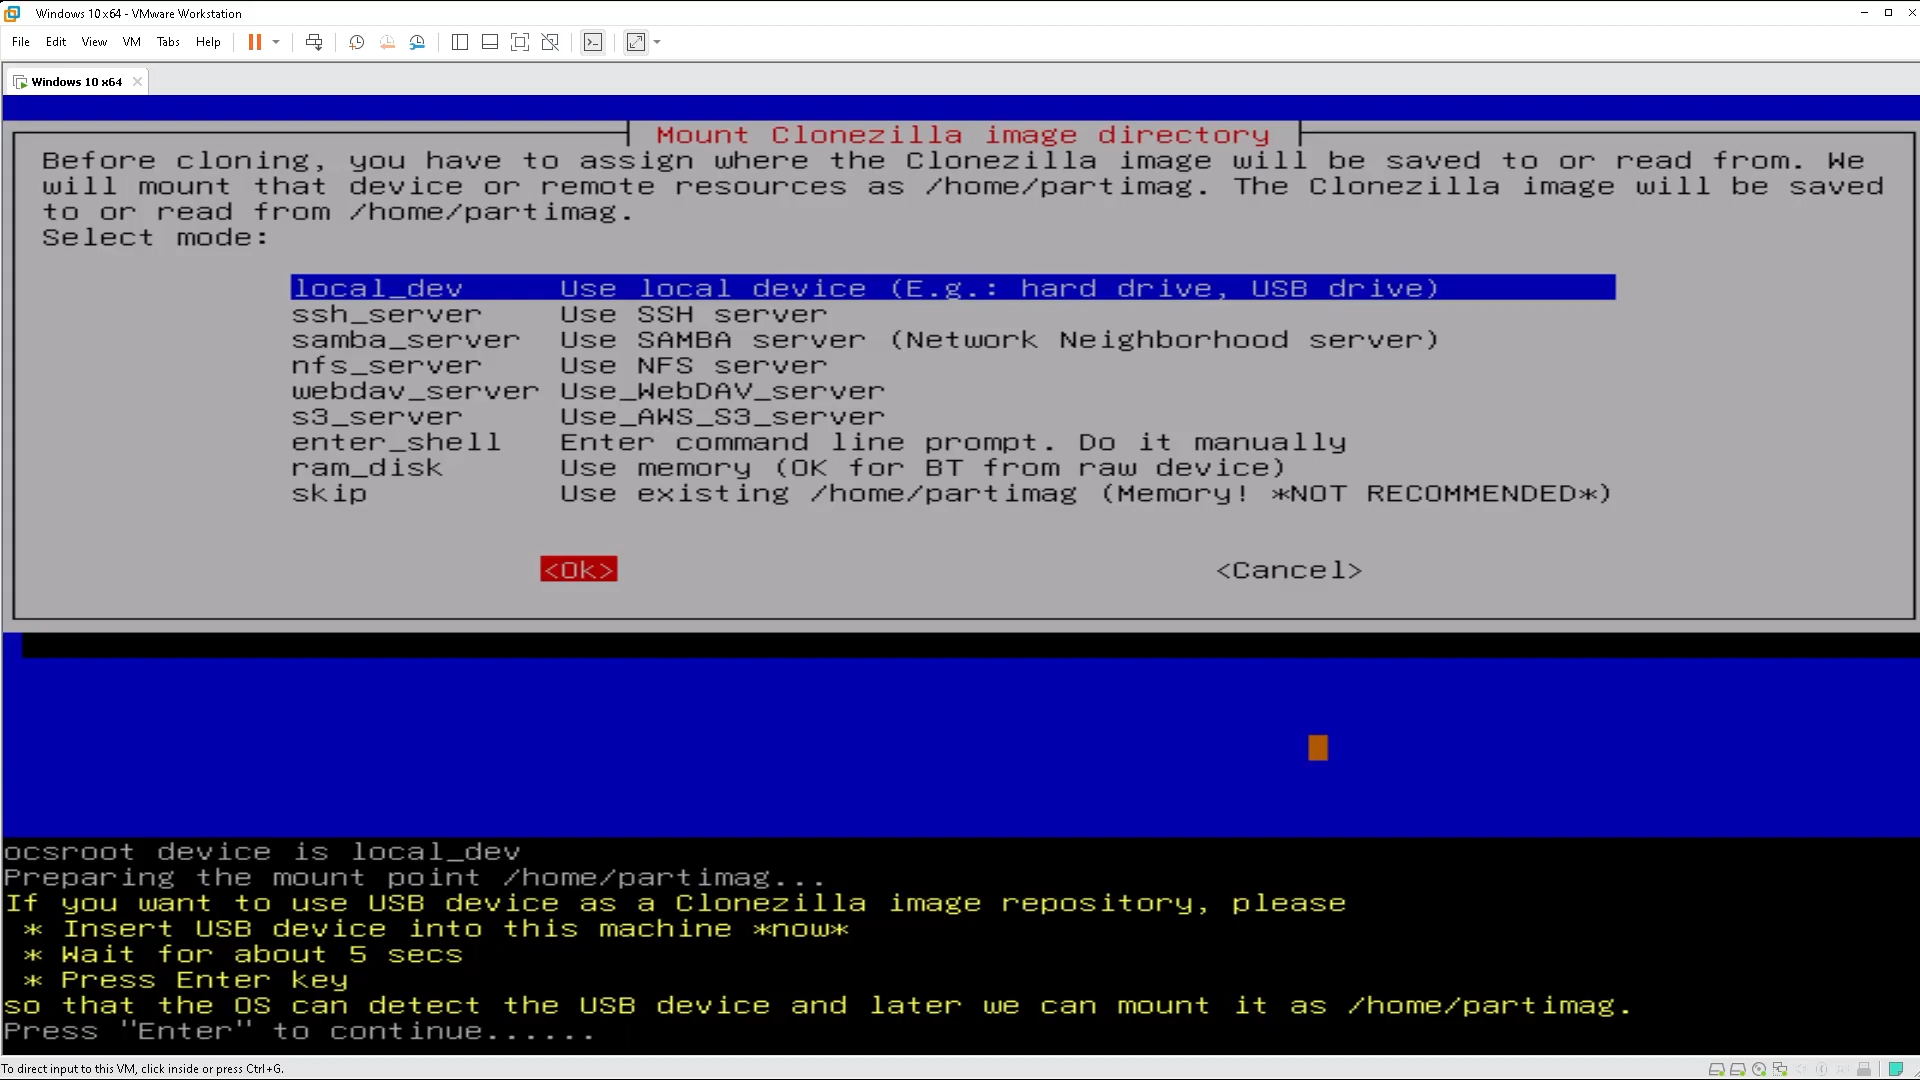 Windows 10 x64 - VMware Workstation
File Edit View VM Tabs Help
Windows 10 x64
Mount Clonezilla image directory
Before cloning, you have to assign where the Clonezilla image will be saved to or read from. We
will mount that device or remote resources as /home/partimag. The Clonezilla image will be saved
to or read from /home/partimag.
Select mode:
local_dev Use local device (E.g.: hard drive, USB drive)
ssh_server Use SSH server
samba_server Use SAMBA server (Network Neighborhood server)
nfs_server Use NFS server
webdav_server Use_WebDAV_server
s3_server Use_AWS_S3_server
enter_shell Enter command line prompt. Do it manually
ram_disk Use memory (OK for BT from raw device)
skip Use existing /home/partimag (Memory! *NOT RECOMMENDED*)
<Ok> <Cancel>
ocsroot device is local_dev
Preparing the mount point /home/partimag...
If you want to use USB device as a Clonezilla image repository, please
* Insert USB device into this machine *now*
* Wait for about 5 secs
* Press Enter key
so that the OS can detect the USB device and later we can mount it as /home/partimag.
Press "Enter" to continue......
To direct input to this VM, click inside or press Ctrl+G.